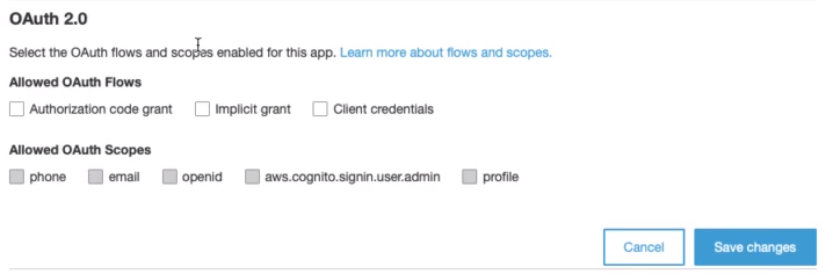 OAuth 2.0
Select the OAuth flows and scopes enabled for this app. Learn more about flows and scopes.
Allowed OAuth Flows
Authorization code grant Implicit grant Client credentials
Allowed OAuth Scopes
phone email openid aws.cognito.signin.user.admin profile
Cancel Save changes